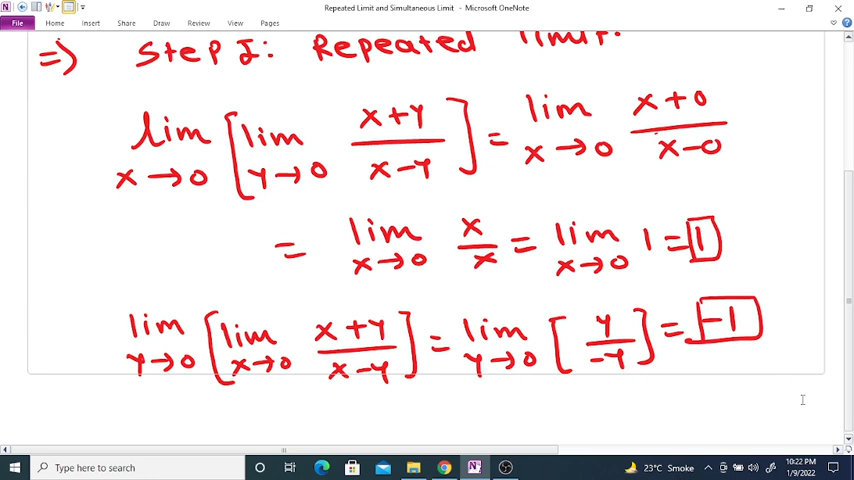 Repeated Limit and Simultaneous Limit - Microsoft OneNote
File Home Insert Draw History Review View Pages
=> Step I: Repeated limit.
lim x→0 [ lim y→0 x+y / x-y ] = lim x→0 x+0 / x-0
= lim x→0 x/x = lim x→0 1 = 1
lim y→0 [ lim x→0 x+y / x-y ] = lim y→0 [ y / -y ] = -1
Type here to search
23°C Smoke
10:22 PM
1/9/2022